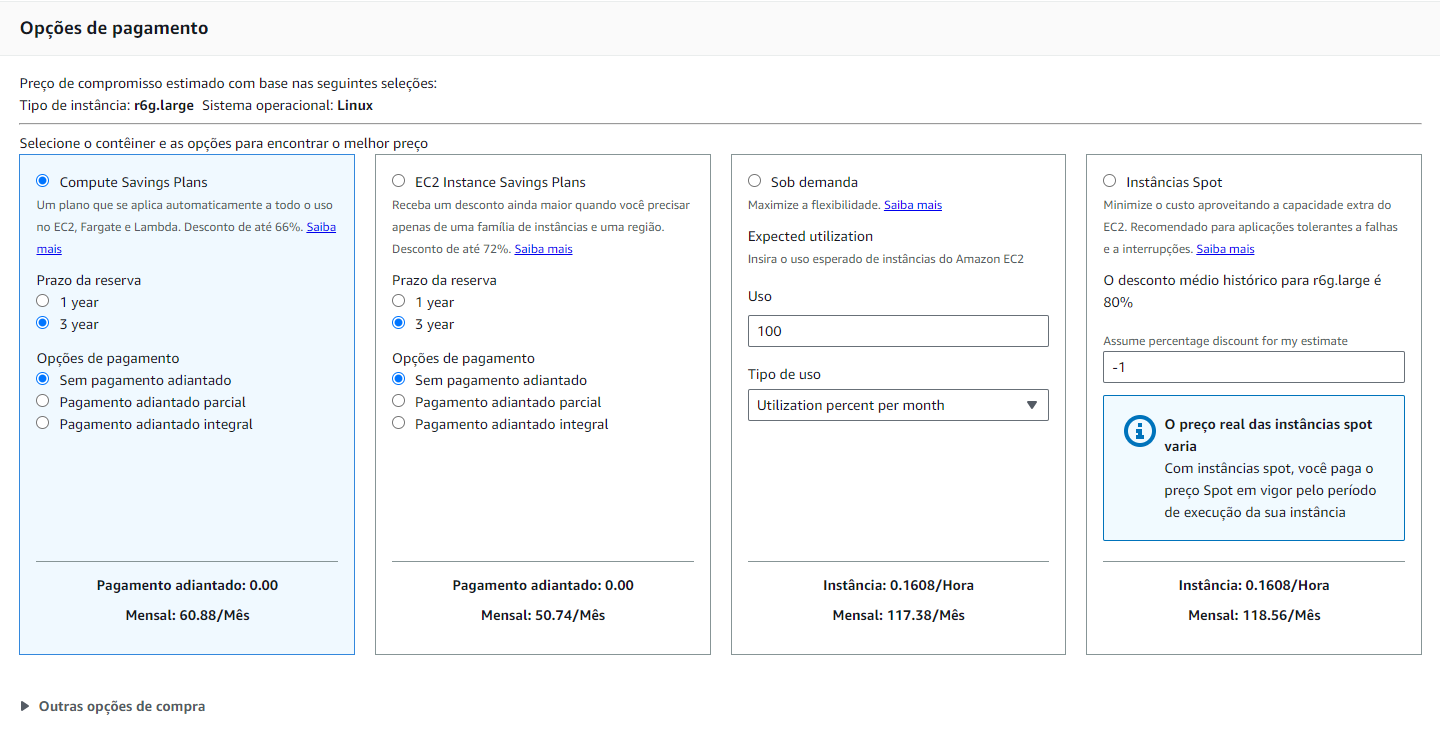 Opções de pagamento
Preço de compromisso estimado com base nas seguintes seleções:
Tipo de instância: r6g.large Sistema operacional: Linux
Selecione o contêiner e as opções para encontrar o melhor preço
Compute Savings Plans
Um plano que se aplica automaticamente a todo o uso
no EC2, Fargate e Lambda. Desconto de até 66%. Saiba
mais
Prazo da reserva
1 year
3 year
Opções de pagamento
Sem pagamento adiantado
Pagamento adiantado parcial
Pagamento adiantado integral
Pagamento adiantado: 0.00
Mensal: 60.88/Mês
EC2 Instance Savings Plans
Receba um desconto ainda maior quando você precisar
apenas de uma família de instâncias e uma região.
Desconto de até 72%. Saiba mais
Prazo da reserva
1 year
3 year
Opções de pagamento
Sem pagamento adiantado
Pagamento adiantado parcial
Pagamento adiantado integral
Pagamento adiantado: 0.00
Mensal: 50.74/Mês
Sob demanda
Maximize a flexibilidade. Saiba mais
Expected utilization
Insira o uso esperado de instâncias do Amazon EC2
Uso
100
Tipo de uso
Utilization percent per month
Instância: 0.1608/Hora
Mensal: 117.38/Mês
Instâncias Spot
Minimize o custo aproveitando a capacidade extra do
EC2. Recomendado para aplicações tolerantes a falhas
e a interrupções. Saiba mais
O desconto médio histórico para r6g.large é
80%
Assume percentage discount for my estimate
-1
O preço real das instâncias spot
varia
Com instâncias spot, você paga o
preço Spot em vigor pelo período
de execução da sua instância
Instância: 0.1608/Hora
Mensal: 118.56/Mês
Outras opções de compra